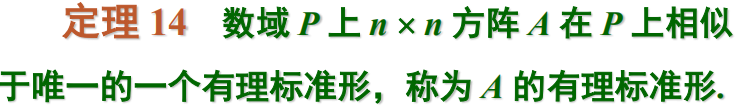 定理 14 数域 P 上 n × n 方阵 A 在 P 上相似
于唯一的一个有理标准形，称为 A 的有理标准形.